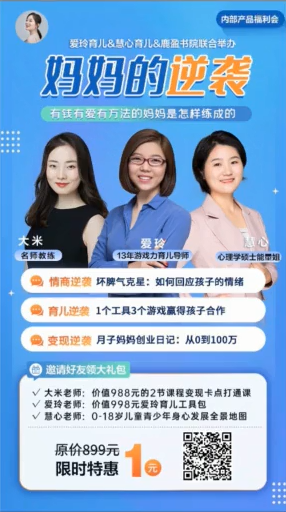 内部产品福利会
爱玲育儿&慧心育儿&鹿盈书院联合举办
妈妈的逆袭
有钱有爱有方法的妈妈是怎样练成的
大米
名师教练
爱玲
13年游戏力育儿导师
慧心
心理学硕士能量姐
情商逆袭 坏脾气克星：如何回应孩子的情绪
育儿逆袭 1个工具3个游戏赢得孩子合作
变现逆袭 月子妈妈创业日记：从0到100万
邀请好友领大礼包
大米老师：价值988元的2节课程变现卡点打通课
爱玲老师：价值998元爱玲育儿工具包
慧心老师：0-18岁儿童青少年身心发展全景地图
原价899元
限时特惠 1元